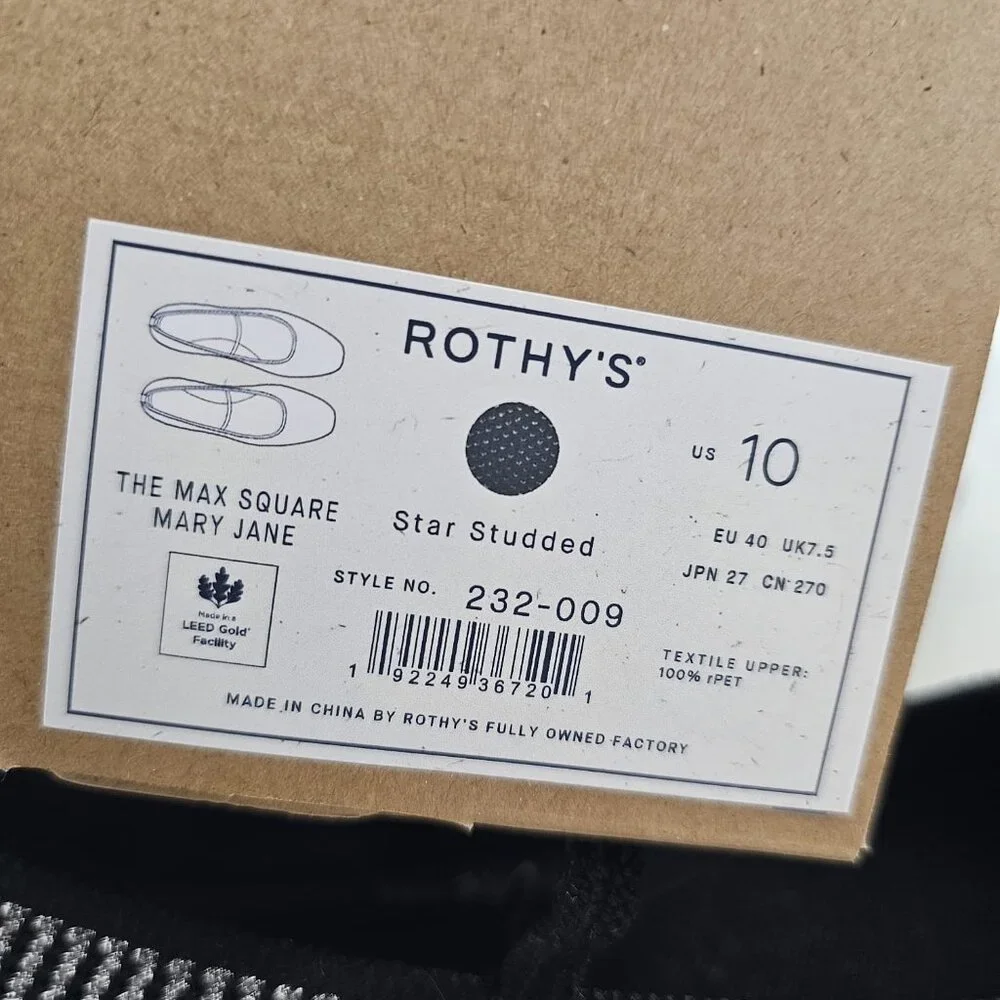 ROTHY'S®
THE MAX SQUARE
MARY JANE
Made in a
LEED Gold®
Facility
Star Studded
STYLE NO. 232-009
1 92249 36720 1
US 10
EU 40 UK7.5
JPN 27 CN 270
TEXTILE UPPER:
100% rPET
MADE IN CHINA BY ROTHY'S FULLY OWNED FACTORY